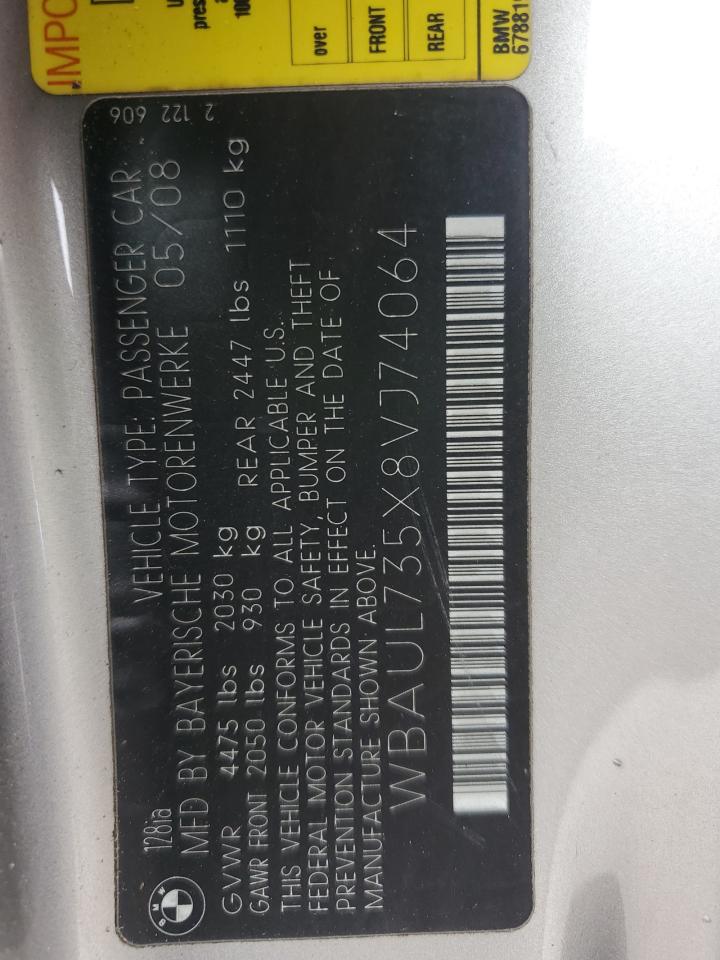 IMPO
over
FRONT
REAR
BMW
67881
2 122 606
128ia
VEHICLE TYPE: PASSENGER CAR
MFD BY BAYERISCHE MOTORENWERKE 05/08
GVWR 4475 lbs 2030 kg
GAWR FRONT 2050 lbs 930 kg REAR 2447 lbs 1110 kg
THIS VEHICLE CONFORMS TO ALL APPLICABLE U.S.
FEDERAL MOTOR VEHICLE SAFETY, BUMPER AND THEFT
PREVENTION STANDARDS IN EFFECT ON THE DATE OF
MANUFACTURE SHOWN ABOVE.
WBAUL735X8VJ74064
BMW